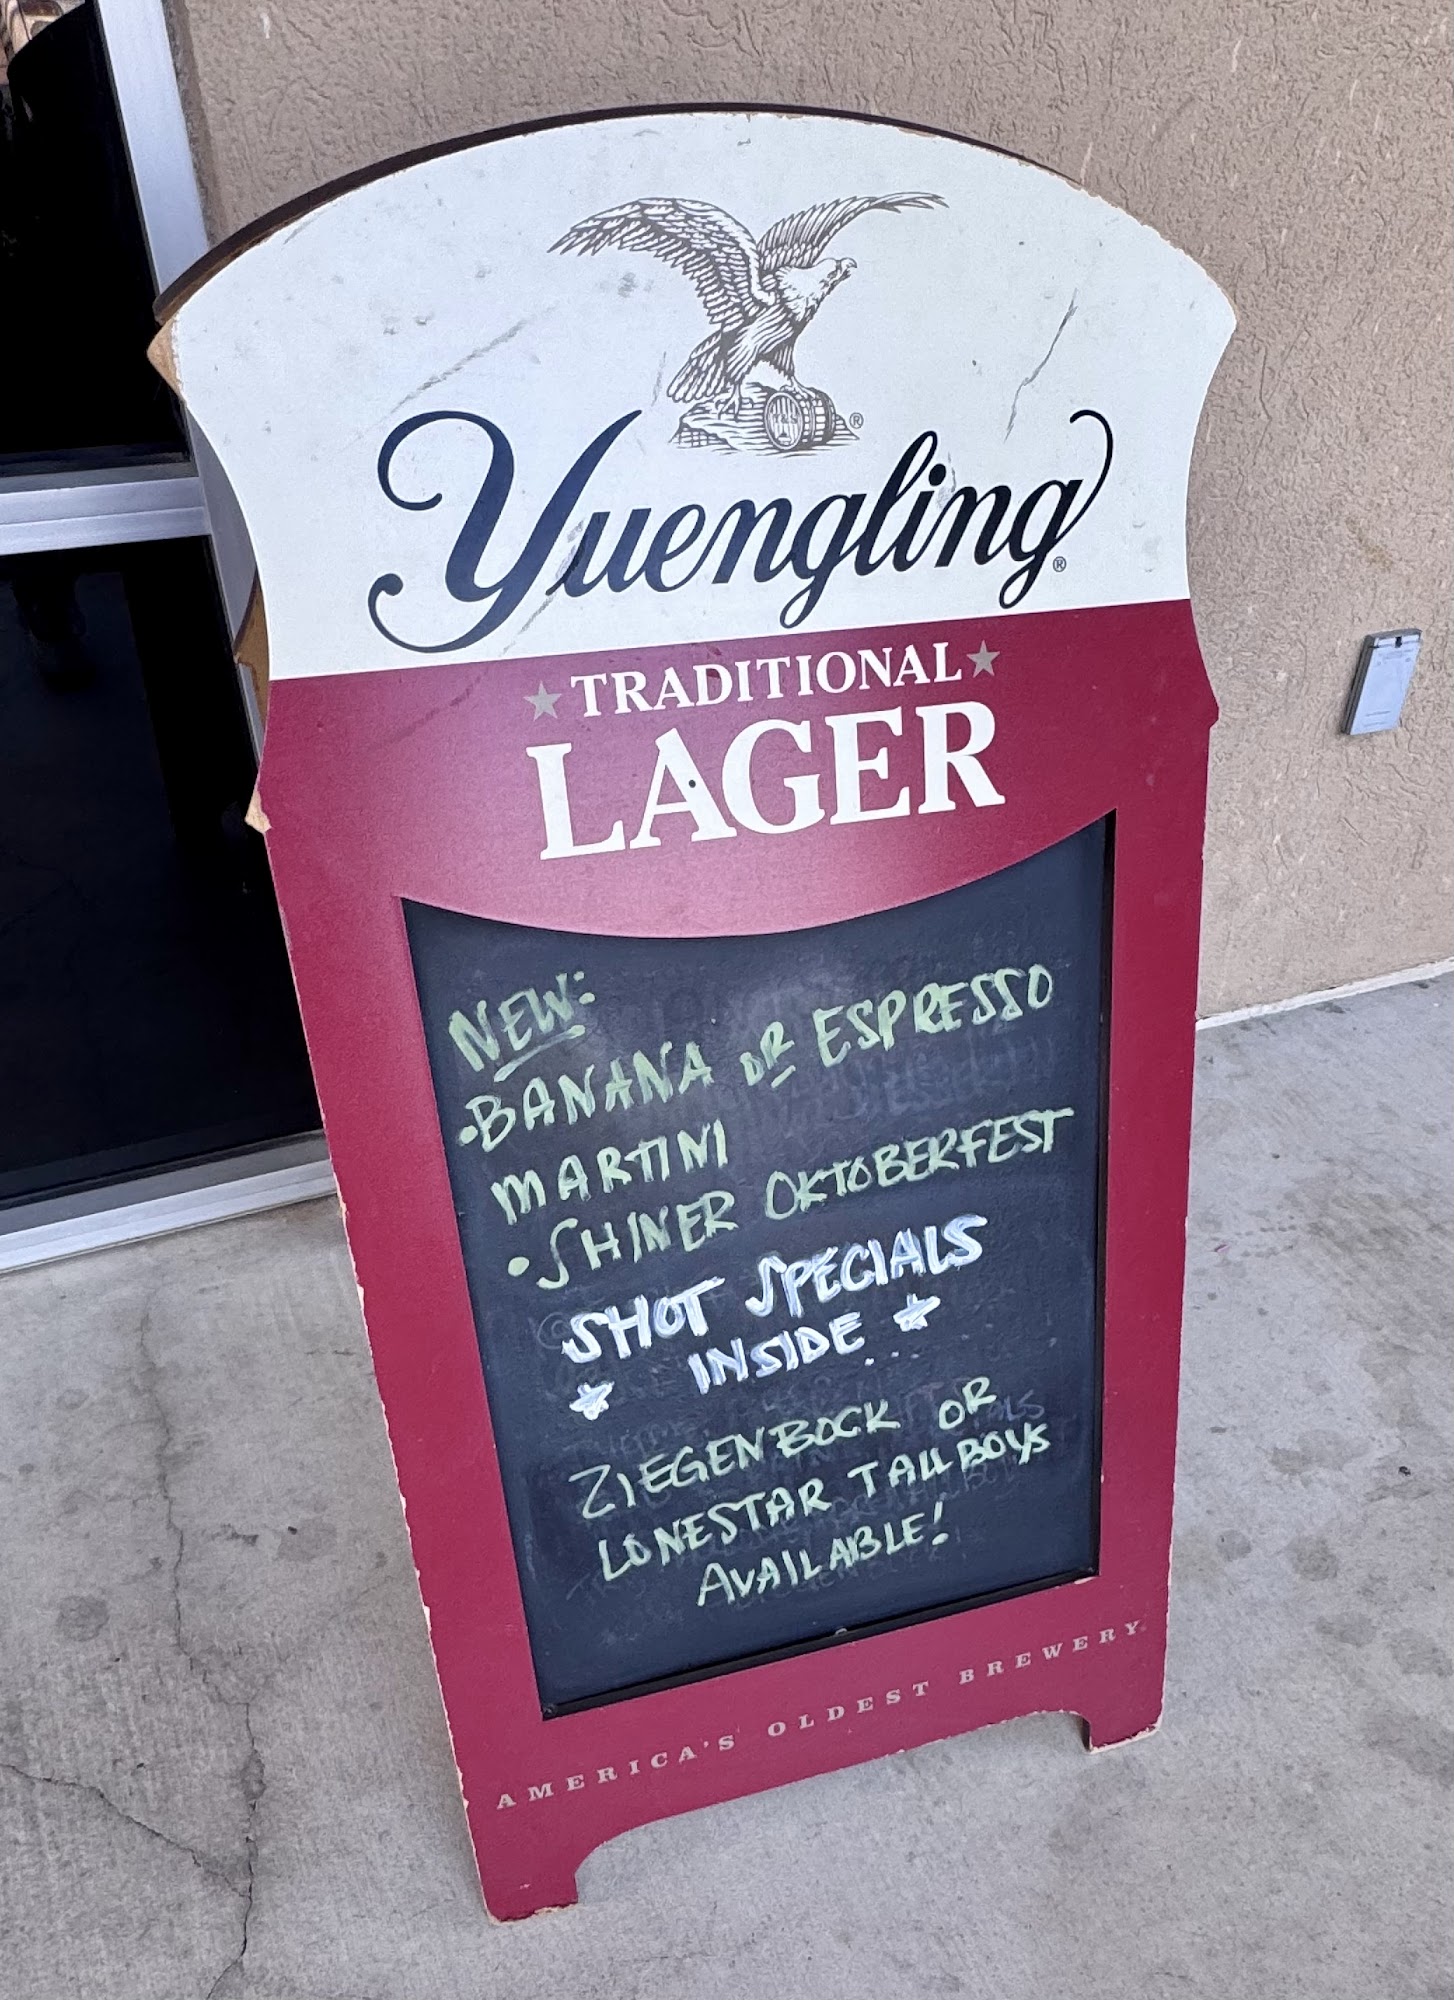 Yuengling®
★ TRADITIONAL ★
LAGER
NEW:
• BANANA OR ESPRESSO
MARTINI
• SHINER OKTOBERFEST
SHOT SPECIALS
★ INSIDE... ★
ZIEGENBOCK OR
LONESTAR TALLBOYS
AVAILABLE!
AMERICA'S OLDEST BREWERY